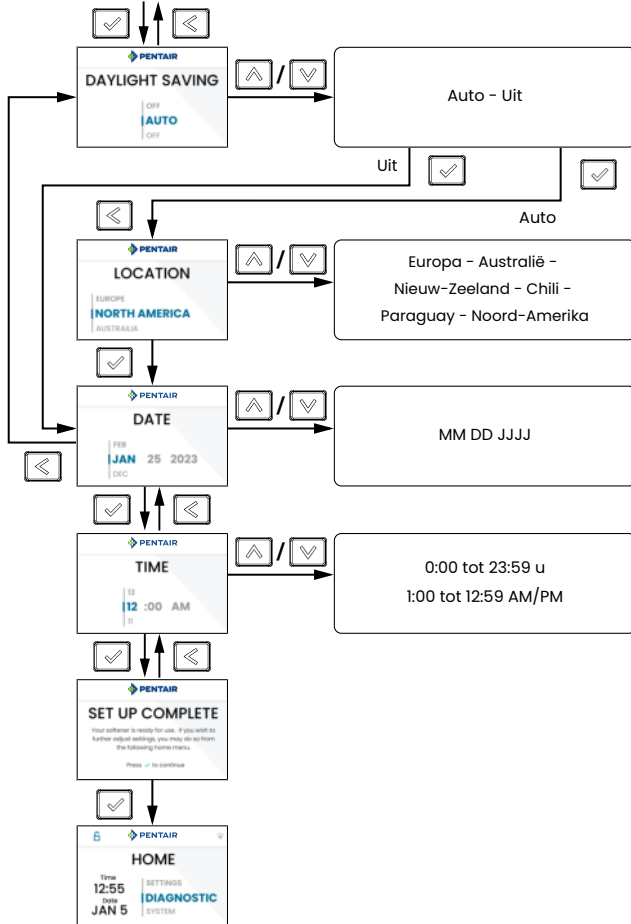 PENTAIR
DAYLIGHT SAVING
OFF
AUTO
OFF
/
Auto - Uit
Uit
Auto
PENTAIR
LOCATION
EUROPE
NORTH AMERICA
AUSTRAILIA
/
Europa - Australië -
Nieuw-Zeeland - Chili -
Paraguay - Noord-Amerika
PENTAIR
DATE
FEB
JAN 25 2023
DEC
/
MM DD JJJJ
PENTAIR
TIME
13
12 :00 AM
11
/
0:00 tot 23:59 u
1:00 tot 12:59 AM/PM
PENTAIR
SET UP COMPLETE
Your softener is ready for use. If you wish to
further adjust settings, you may do so from
the following home menu.
Press ✓ to continue
PENTAIR
HOME
Time
12:55
Date
JAN 5
SETTINGS
DIAGNOSTIC
SYSTEM